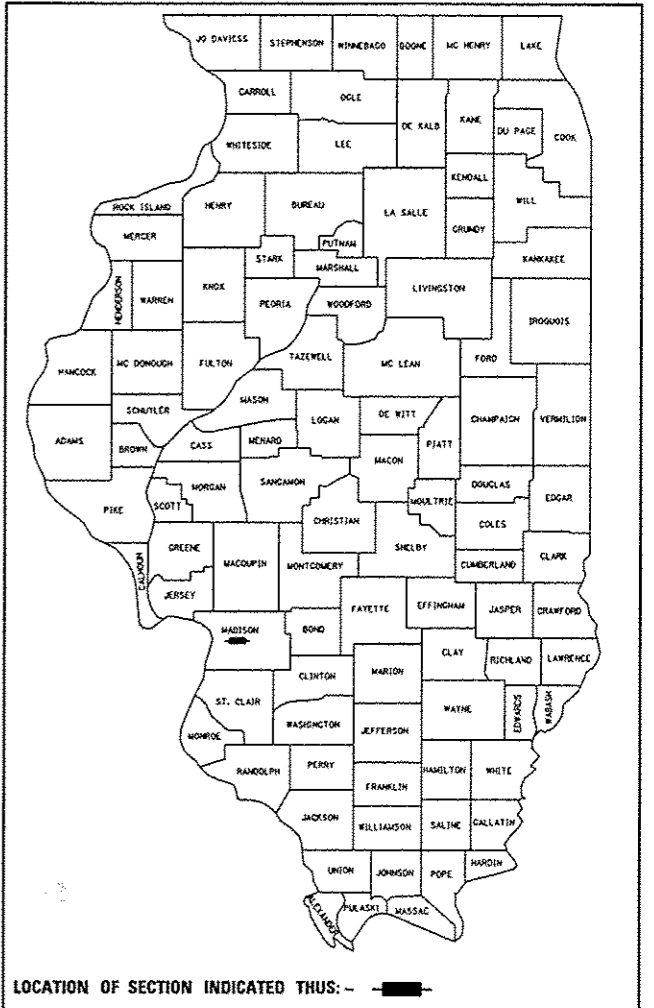 JO DAVIESS STEPHENSON WINNEBAGO BOONE MC HENRY LAKE
CARROLL OGLE DE KALB KANE DU PAGE COOK
WHITESIDE LEE
KENDALL WILL
ROCK ISLAND HENRY BUREAU LA SALLE
MERCER PUTNAM GRUNDY
STARK MARSHALL KANKAKEE
HENDERSON WARREN KNOX PEORIA WOODFORD LIVINGSTON IROQUOIS
HANCOCK MC DONOUGH FULTON TAZEWELL MC LEAN FORD
MASON
SCHUYLER LOGAN DE WITT CHAMPAIGN VERMILION
ADAMS BROWN CASS MENARD PIATT
MACON
PIKE SCOTT MORGAN SANGAMON MOULTRIE DOUGLAS EDGAR
CHRISTIAN COLES
CALHOUN GREENE MACOUPIN MONTGOMERY SHELBY CUMBERLAND CLARK
JERSEY FAYETTE EFFINGHAM JASPER CRAWFORD
MADISON BOND
CLAY RICHLAND LAWRENCE
CLINTON MARION
ST. CLAIR WAYNE EDWARDS WABASH
MONROE WASHINGTON JEFFERSON
RANDOLPH PERRY HAMILTON WHITE
FRANKLIN
JACKSON WILLIAMSON SALINE GALLATIN
UNION JOHNSON POPE HARDIN
ALEXANDER PULASKI MASSAC
LOCATION OF SECTION INDICATED THUS: -